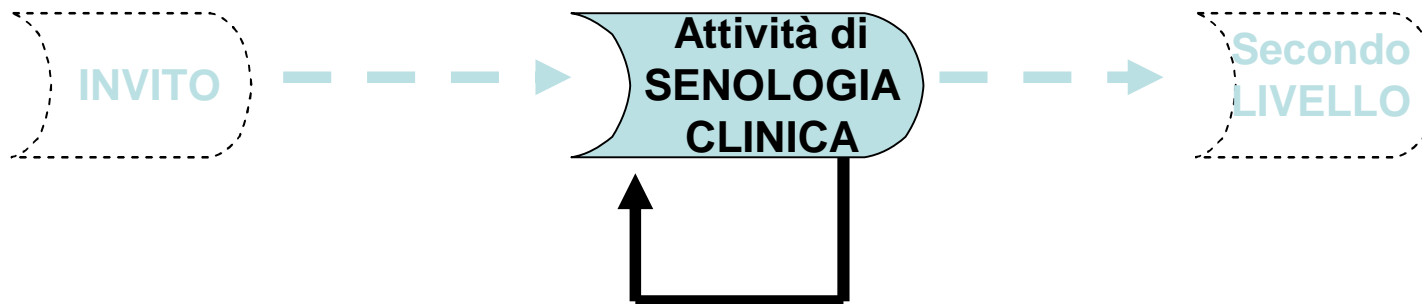 INVITO
Attività di
SENOLOGIA
CLINICA
Secondo
LIVELLO